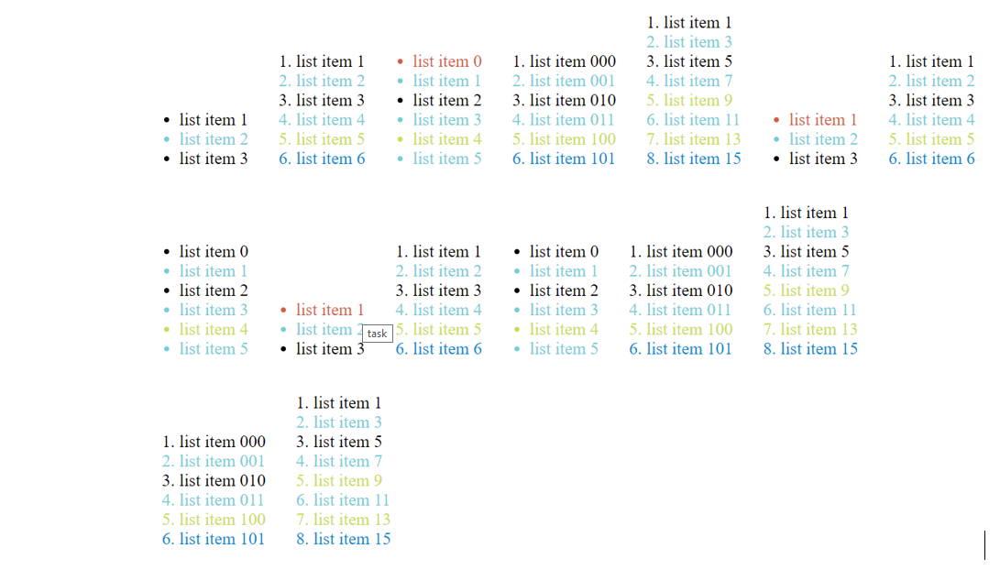 • list item 1
• list item 2
• list item 3
1. list item 1
2. list item 2
3. list item 3
4. list item 4
5. list item 5
6. list item 6
• list item 0
• list item 1
• list item 2
• list item 3
• list item 4
• list item 5
1. list item 000
2. list item 001
3. list item 010
4. list item 011
5. list item 100
6. list item 101
1. list item 1
2. list item 3
3. list item 5
4. list item 7
5. list item 9
6. list item 11
7. list item 13
8. list item 15
• list item 1
• list item 2
• list item 3
1. list item 1
2. list item 2
3. list item 3
4. list item 4
5. list item 5
6. list item 6
• list item 0
• list item 1
• list item 2
• list item 3
• list item 4
• list item 5
• list item 1
• list item 2
• list item 3
task
1. list item 1
2. list item 2
3. list item 3
4. list item 4
5. list item 5
6. list item 6
• list item 0
• list item 1
• list item 2
• list item 3
• list item 4
• list item 5
1. list item 000
2. list item 001
3. list item 010
4. list item 011
5. list item 100
6. list item 101
1. list item 1
2. list item 3
3. list item 5
4. list item 7
5. list item 9
6. list item 11
7. list item 13
8. list item 15
1. list item 000
2. list item 001
3. list item 010
4. list item 011
5. list item 100
6. list item 101
1. list item 1
2. list item 3
3. list item 5
4. list item 7
5. list item 9
6. list item 11
7. list item 13
8. list item 15